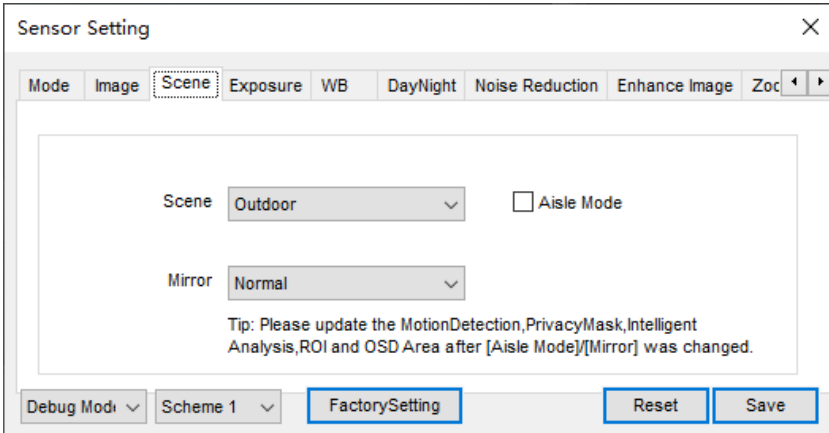 Sensor Setting
Mode Image Scene Exposure WB DayNight Noise Reduction Enhance Image
Scene Outdoor Aisle Mode
Mirror Normal
Tip: Please update the MotionDetection,PrivacyMask,Intelligent
Analysis,ROI and OSD Area after [Aisle Mode]/[Mirror] was changed.
Debug Scheme 1 FactorySetting Reset Save